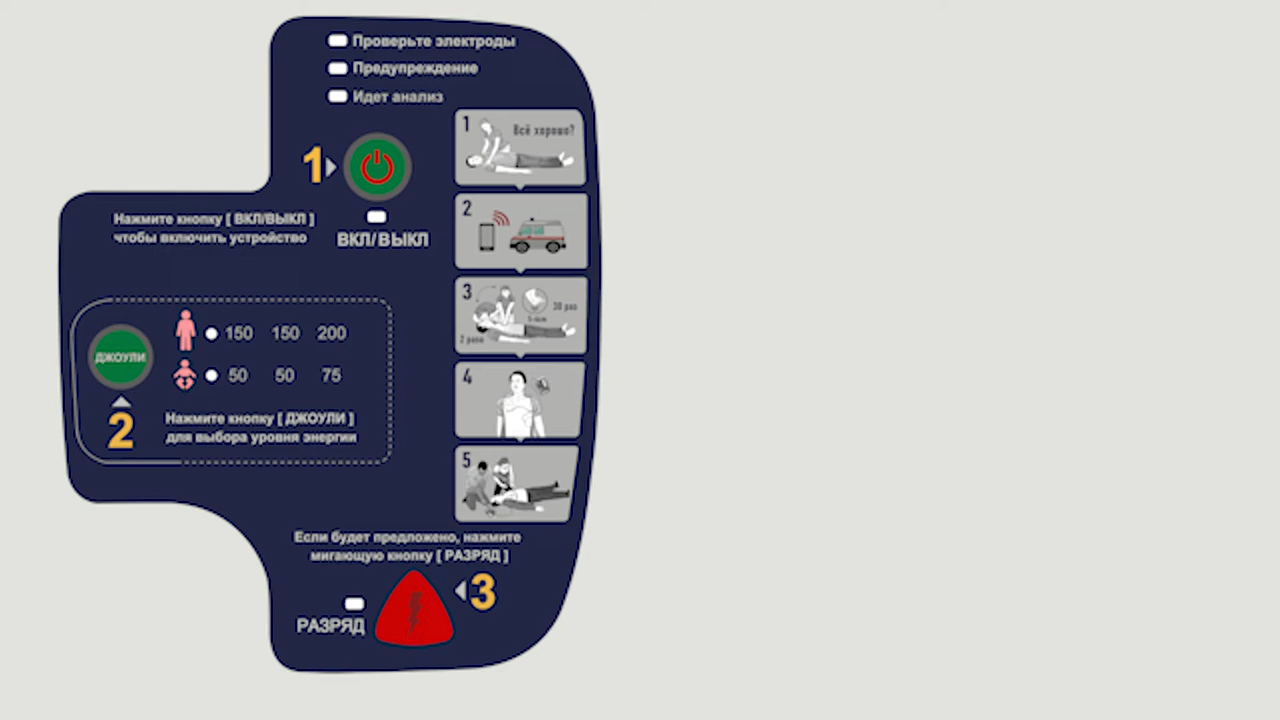 Проверьте электроды
Предупреждение
Идет анализ
1
Нажмите кнопку [ ВКЛ/ВЫКЛ ]
чтобы включить устройство
ВКЛ/ВЫКЛ
ДЖОУЛИ
150 150 200
50 50 75
2
Нажмите кнопку [ ДЖОУЛИ ]
для выбора уровня энергии
1
Всё хорошо?
2
3
30 раз
2 раза
4
5
Если будет предложено, нажмите
мигающую кнопку [ РАЗРЯД ]
3
РАЗРЯД